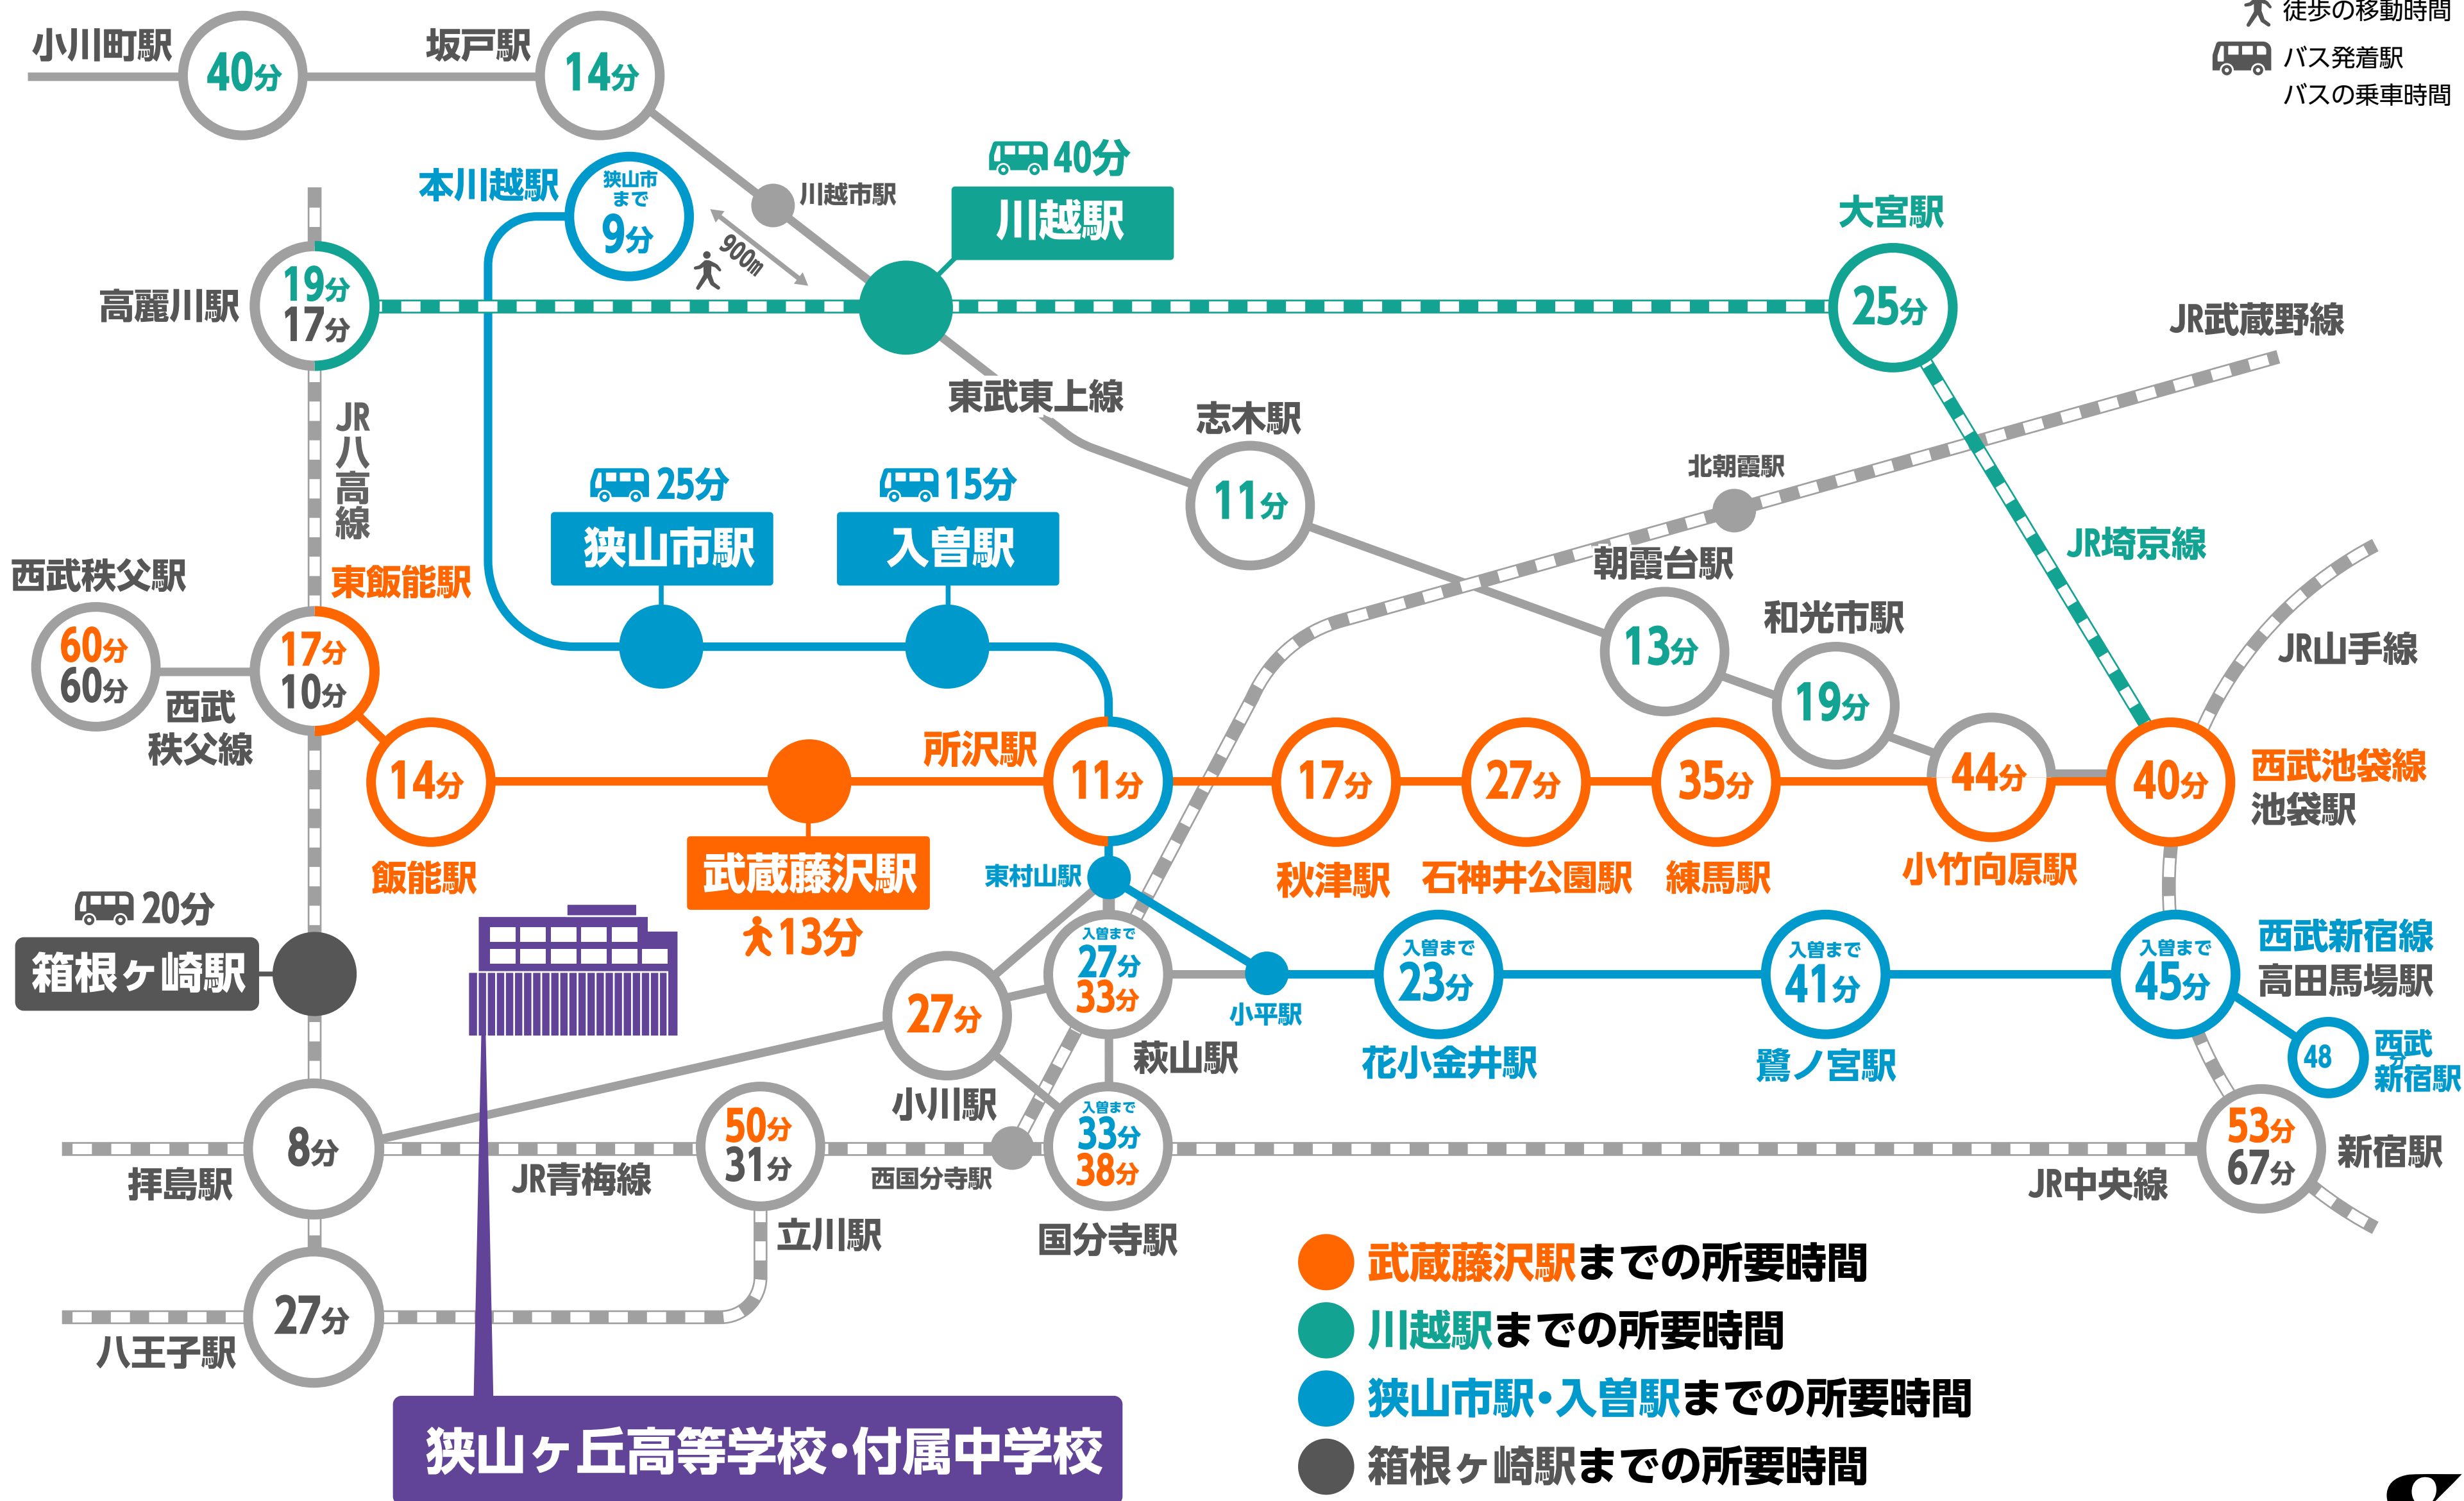 徒歩の移動時間
バス発着駅
バスの乗車時間
小川町駅
40分
坂戸駅
14分
川越市駅
本川越駅
狭山市
まで
9分
900m
40分
川越駅
大宮駅
25分
高麗川駅
19分
17分
JR武蔵野線
東武東上線
JR八高線
志木駅
11分
北朝霞駅
JR埼京線
25分
狭山市駅
15分
入曽駅
朝霞台駅
13分
和光市駅
19分
JR山手線
西武秩父駅
60分
60分
西武
秩父線
東飯能駅
17分
10分
14分
飯能駅
武蔵藤沢駅
13分
所沢駅
11分
17分
秋津駅
27分
石神井公園駅
35分
練馬駅
44分
小竹向原駅
40分
西武池袋線
池袋駅
20分
箱根ヶ崎駅
東村山駅
入曽まで
27分
33分
萩山駅
小平駅
入曽まで
23分
花小金井駅
入曽まで
41分
鷺ノ宮駅
入曽まで
45分
西武新宿線
高田馬場駅
48
分
西武
新宿駅
27分
小川駅
8分
拝島駅
JR青梅線
50分
31分
立川駅
西国分寺駅
入曽まで
33分
38分
国分寺駅
JR中央線
53分
67分
新宿駅
27分
八王子駅
武蔵藤沢駅までの所要時間
川越駅までの所要時間
狭山市駅・入曽駅までの所要時間
箱根ヶ崎駅までの所要時間
狭山ヶ丘高等学校・付属中学校